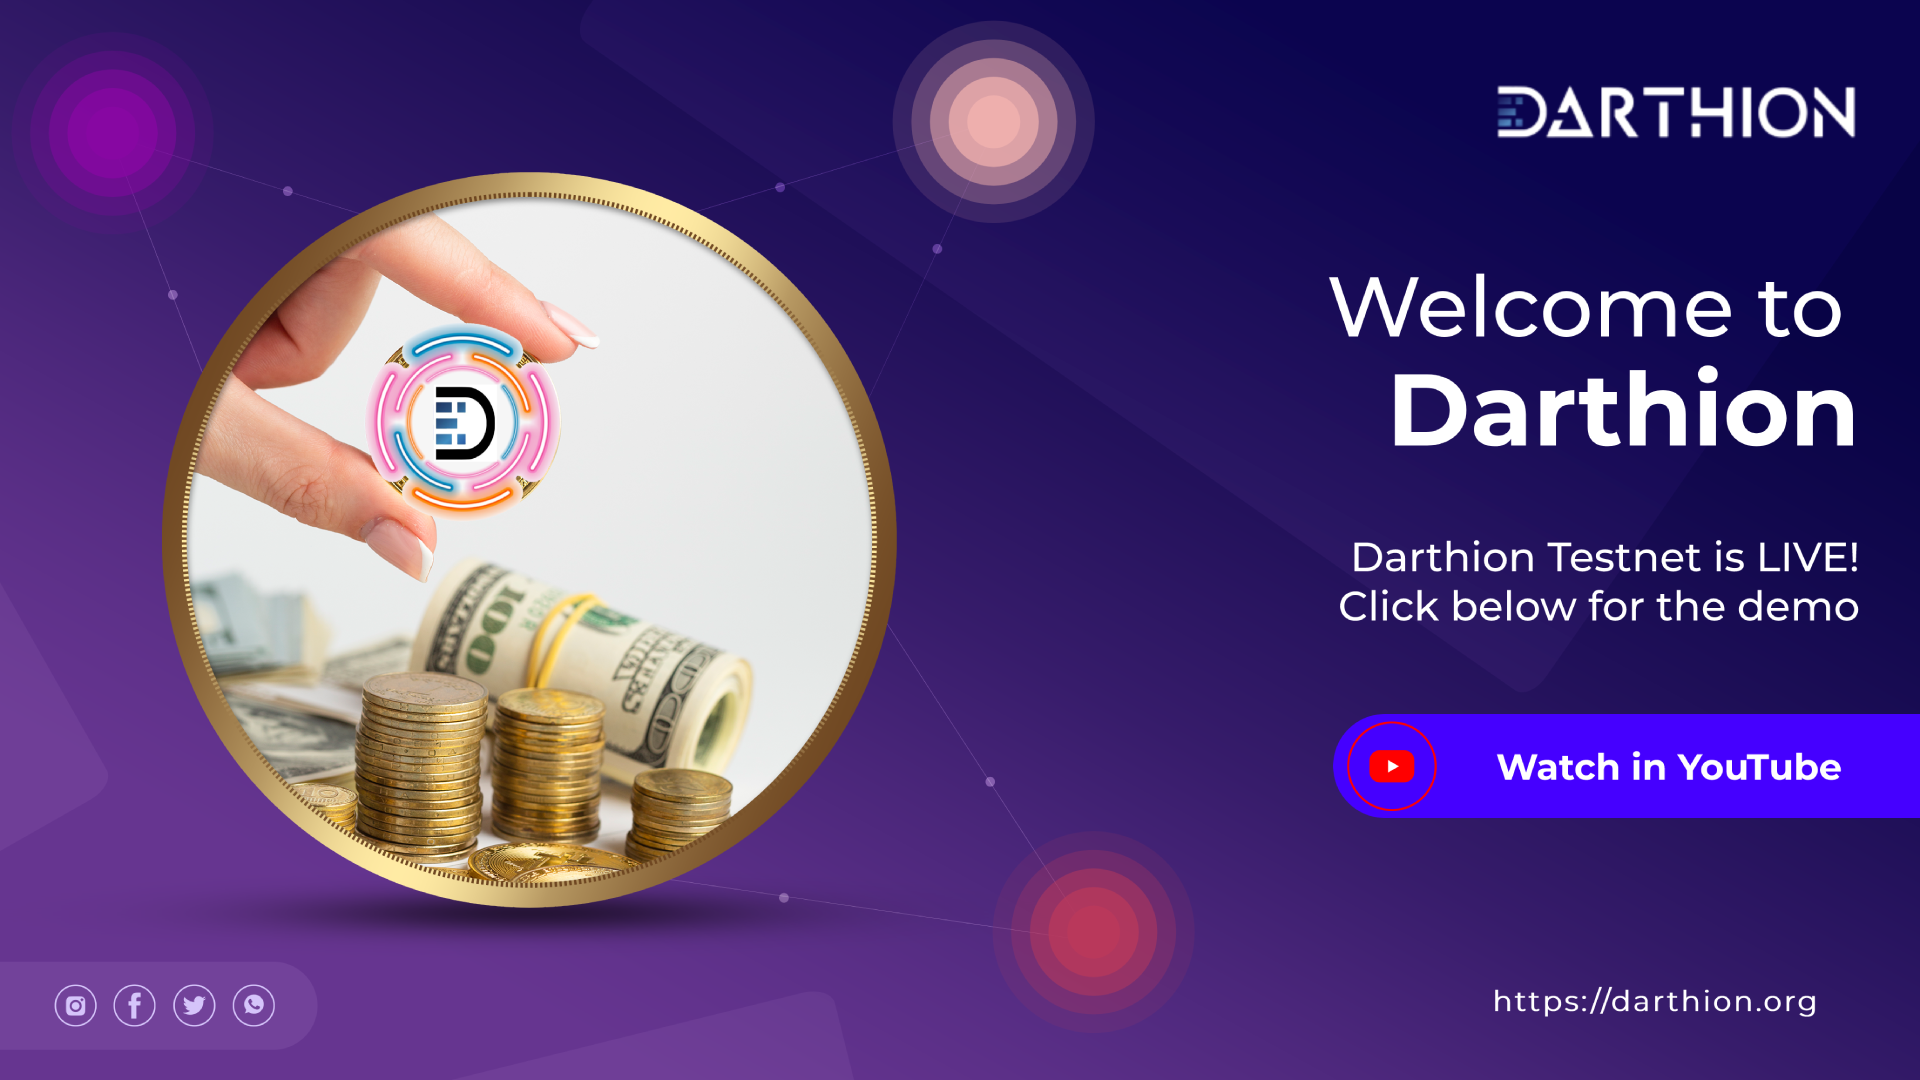 DARTHION
Welcome to
Darthion
Darthion Testnet is LIVE!
Click below for the demo
Watch in YouTube
https://darthion.org
D
100